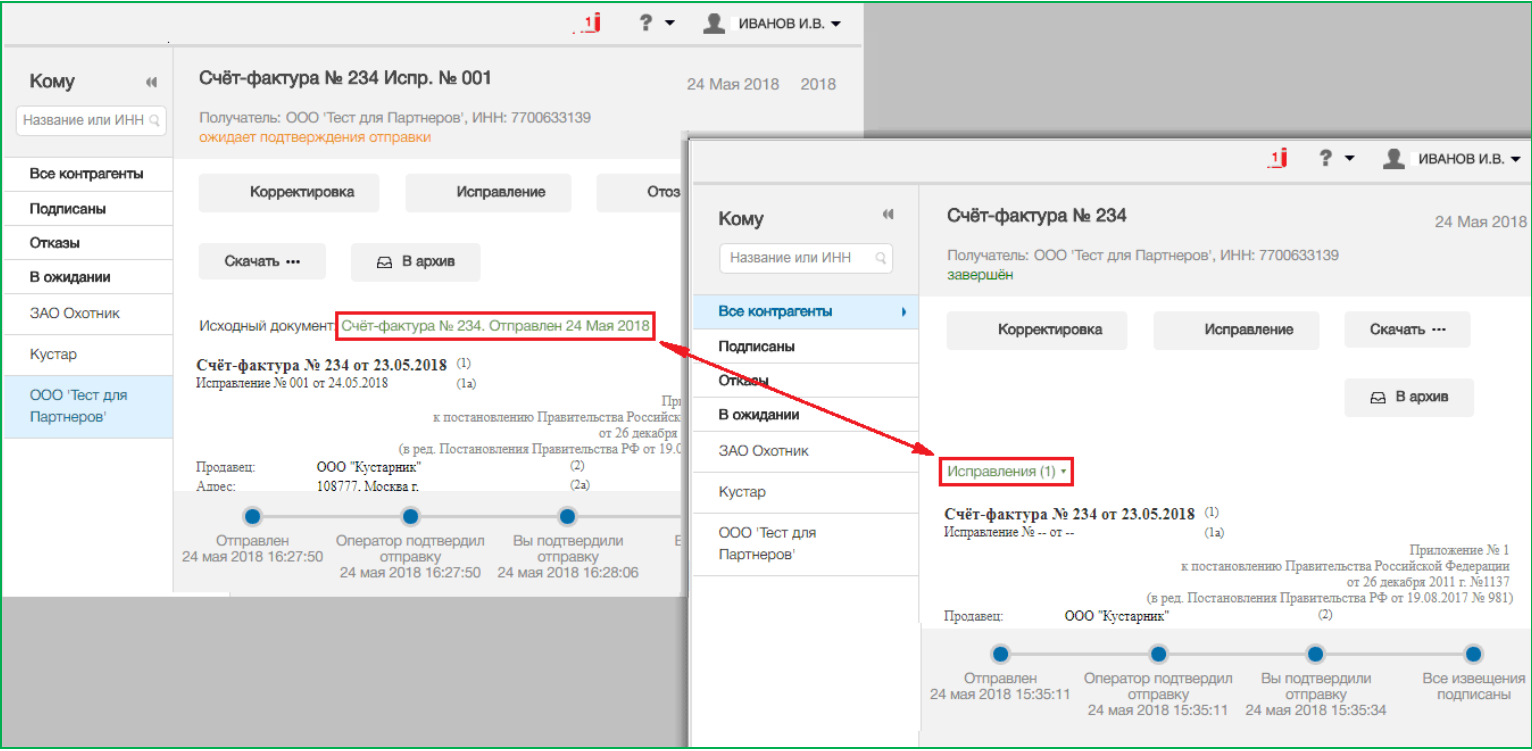 1
?
ИВАНОВ И.В.
Кому
Название или ИНН
Все контрагенты
Подписаны
Отказы
В ожидании
ЗАО Охотник
Кустар
ООО 'Тест для
Партнеров'
Счёт-фактура № 234 Испр. № 001
24 Мая 2018 2018
Получатель: ООО 'Тест для Партнеров', ИНН: 7700633139
ожидает подтверждения отправки
Корректировка
Исправление
Отоз
Скачать •••
В архив
Исходный документ: Счёт-фактура № 234. Отправлен 24 Мая 2018
Счёт-фактура № 234 от 23.05.2018 (1)
Исправление № 001 от 24.05.2018 (1а)
к постановлению Правительства Российск
от 26 декабря
(в ред. Постановления Правительства РФ от 19.0
Продавец: ООО "Кустарник" (2)
Адрес: 108777, Москва г. (2а)
Отправлен
24 мая 2018 16:27:50
Оператор подтвердил
отправку
24 мая 2018 16:27:50
Вы подтвердили
отправку
24 мая 2018 16:28:06
1
?
ИВАНОВ И.В.
Кому
Название или ИНН
Все контрагенты
Подписаны
Отказы
В ожидании
ЗАО Охотник
Кустар
ООО 'Тест для
Партнеров'
Счёт-фактура № 234
24 Мая 2018
Получатель: ООО 'Тест для Партнеров', ИНН: 7700633139
завершён
Корректировка
Исправление
Скачать •••
В архив
Исправления (1)
Счёт-фактура № 234 от 23.05.2018 (1)
Исправление № -- от -- (1а)
Приложение № 1
к постановлению Правительства Российской Федерации
от 26 декабря 2011 г. №1137
(в ред. Постановления Правительства РФ от 19.08.2017 № 981)
Продавец: ООО "Кустарник" (2)
Отправлен
24 мая 2018 15:35:11
Оператор подтвердил
отправку
24 мая 2018 15:35:11
Вы подтвердили
отправку
24 мая 2018 15:35:34
Все извещения
подписаны